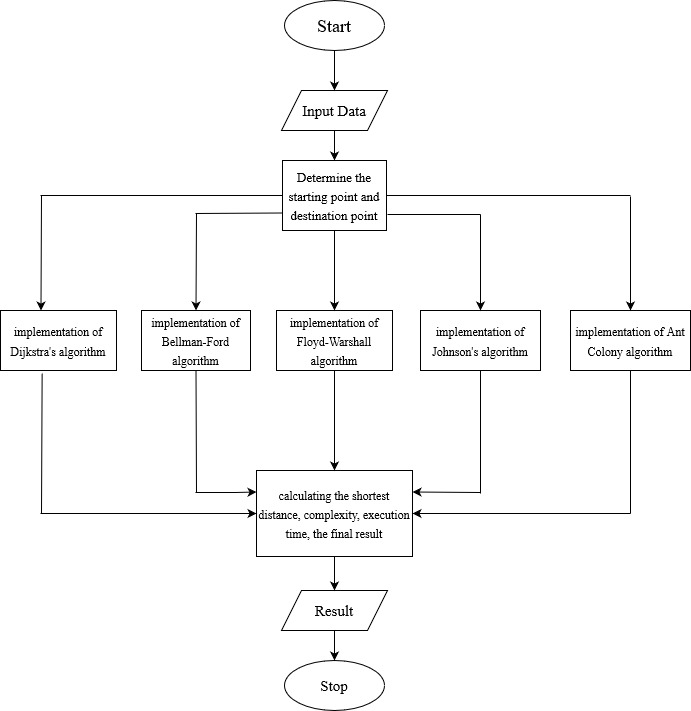 Start
Input Data
Determine the
starting point and
destination point
implementation of
Dijkstra's algorithm
implementation of
Bellman-Ford
algorithm
implementation of
Floyd-Warshall
algorithm
implementation of
Johnson's algorithm
implementation of Ant
Colony algorithm
calculating the shortest
distance, complexity, execution
time, the final result
Result
Stop